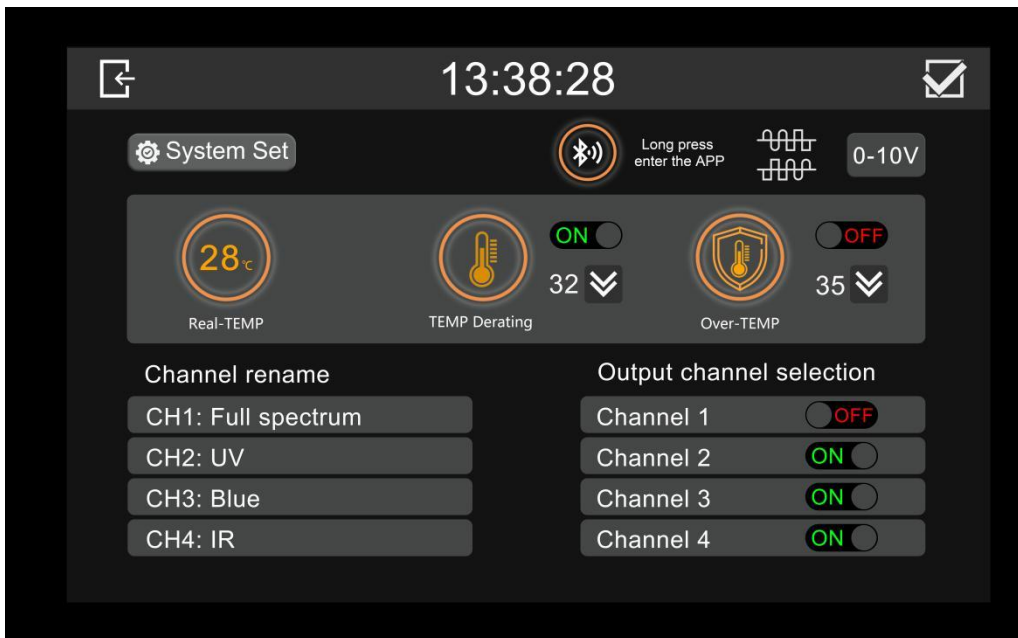 13:38:28
System Set
Long press
enter the APP
0-10V
28℃
Real-TEMP
TEMP Derating
ON
32
Over-TEMP
OFF
35
Channel rename
CH1: Full spectrum
CH2: UV
CH3: Blue
CH4: IR
Output channel selection
Channel 1 OFF
Channel 2 ON
Channel 3 ON
Channel 4 ON